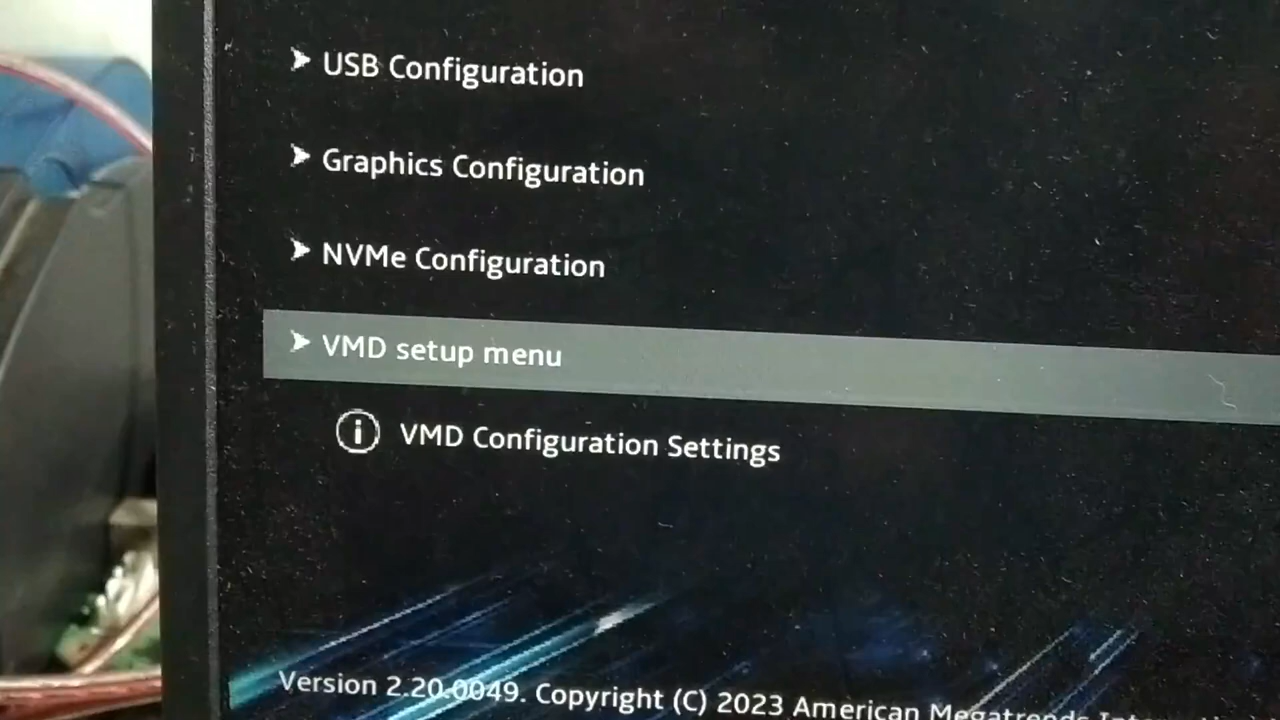 USB Configuration
Graphics Configuration
NVMe Configuration
VMD setup menu
VMD Configuration Settings
Version 2.20.0049. Copyright (C) 2023 American Megatrends